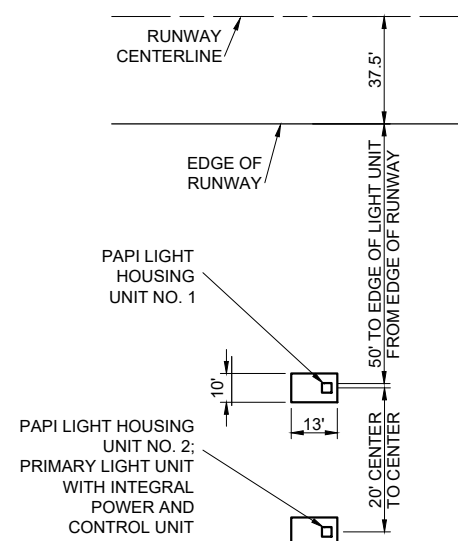 RUNWAY
CENTERLINE
37.5'
EDGE OF
RUNWAY
50' TO EDGE OF LIGHT UNIT
FROM EDGE OF RUNWAY
PAPI LIGHT
HOUSING
UNIT NO. 1
10'
13'
20' CENTER
TO CENTER
PAPI LIGHT HOUSING
UNIT NO. 2;
PRIMARY LIGHT UNIT
WITH INTEGRAL
POWER AND
CONTROL UNIT